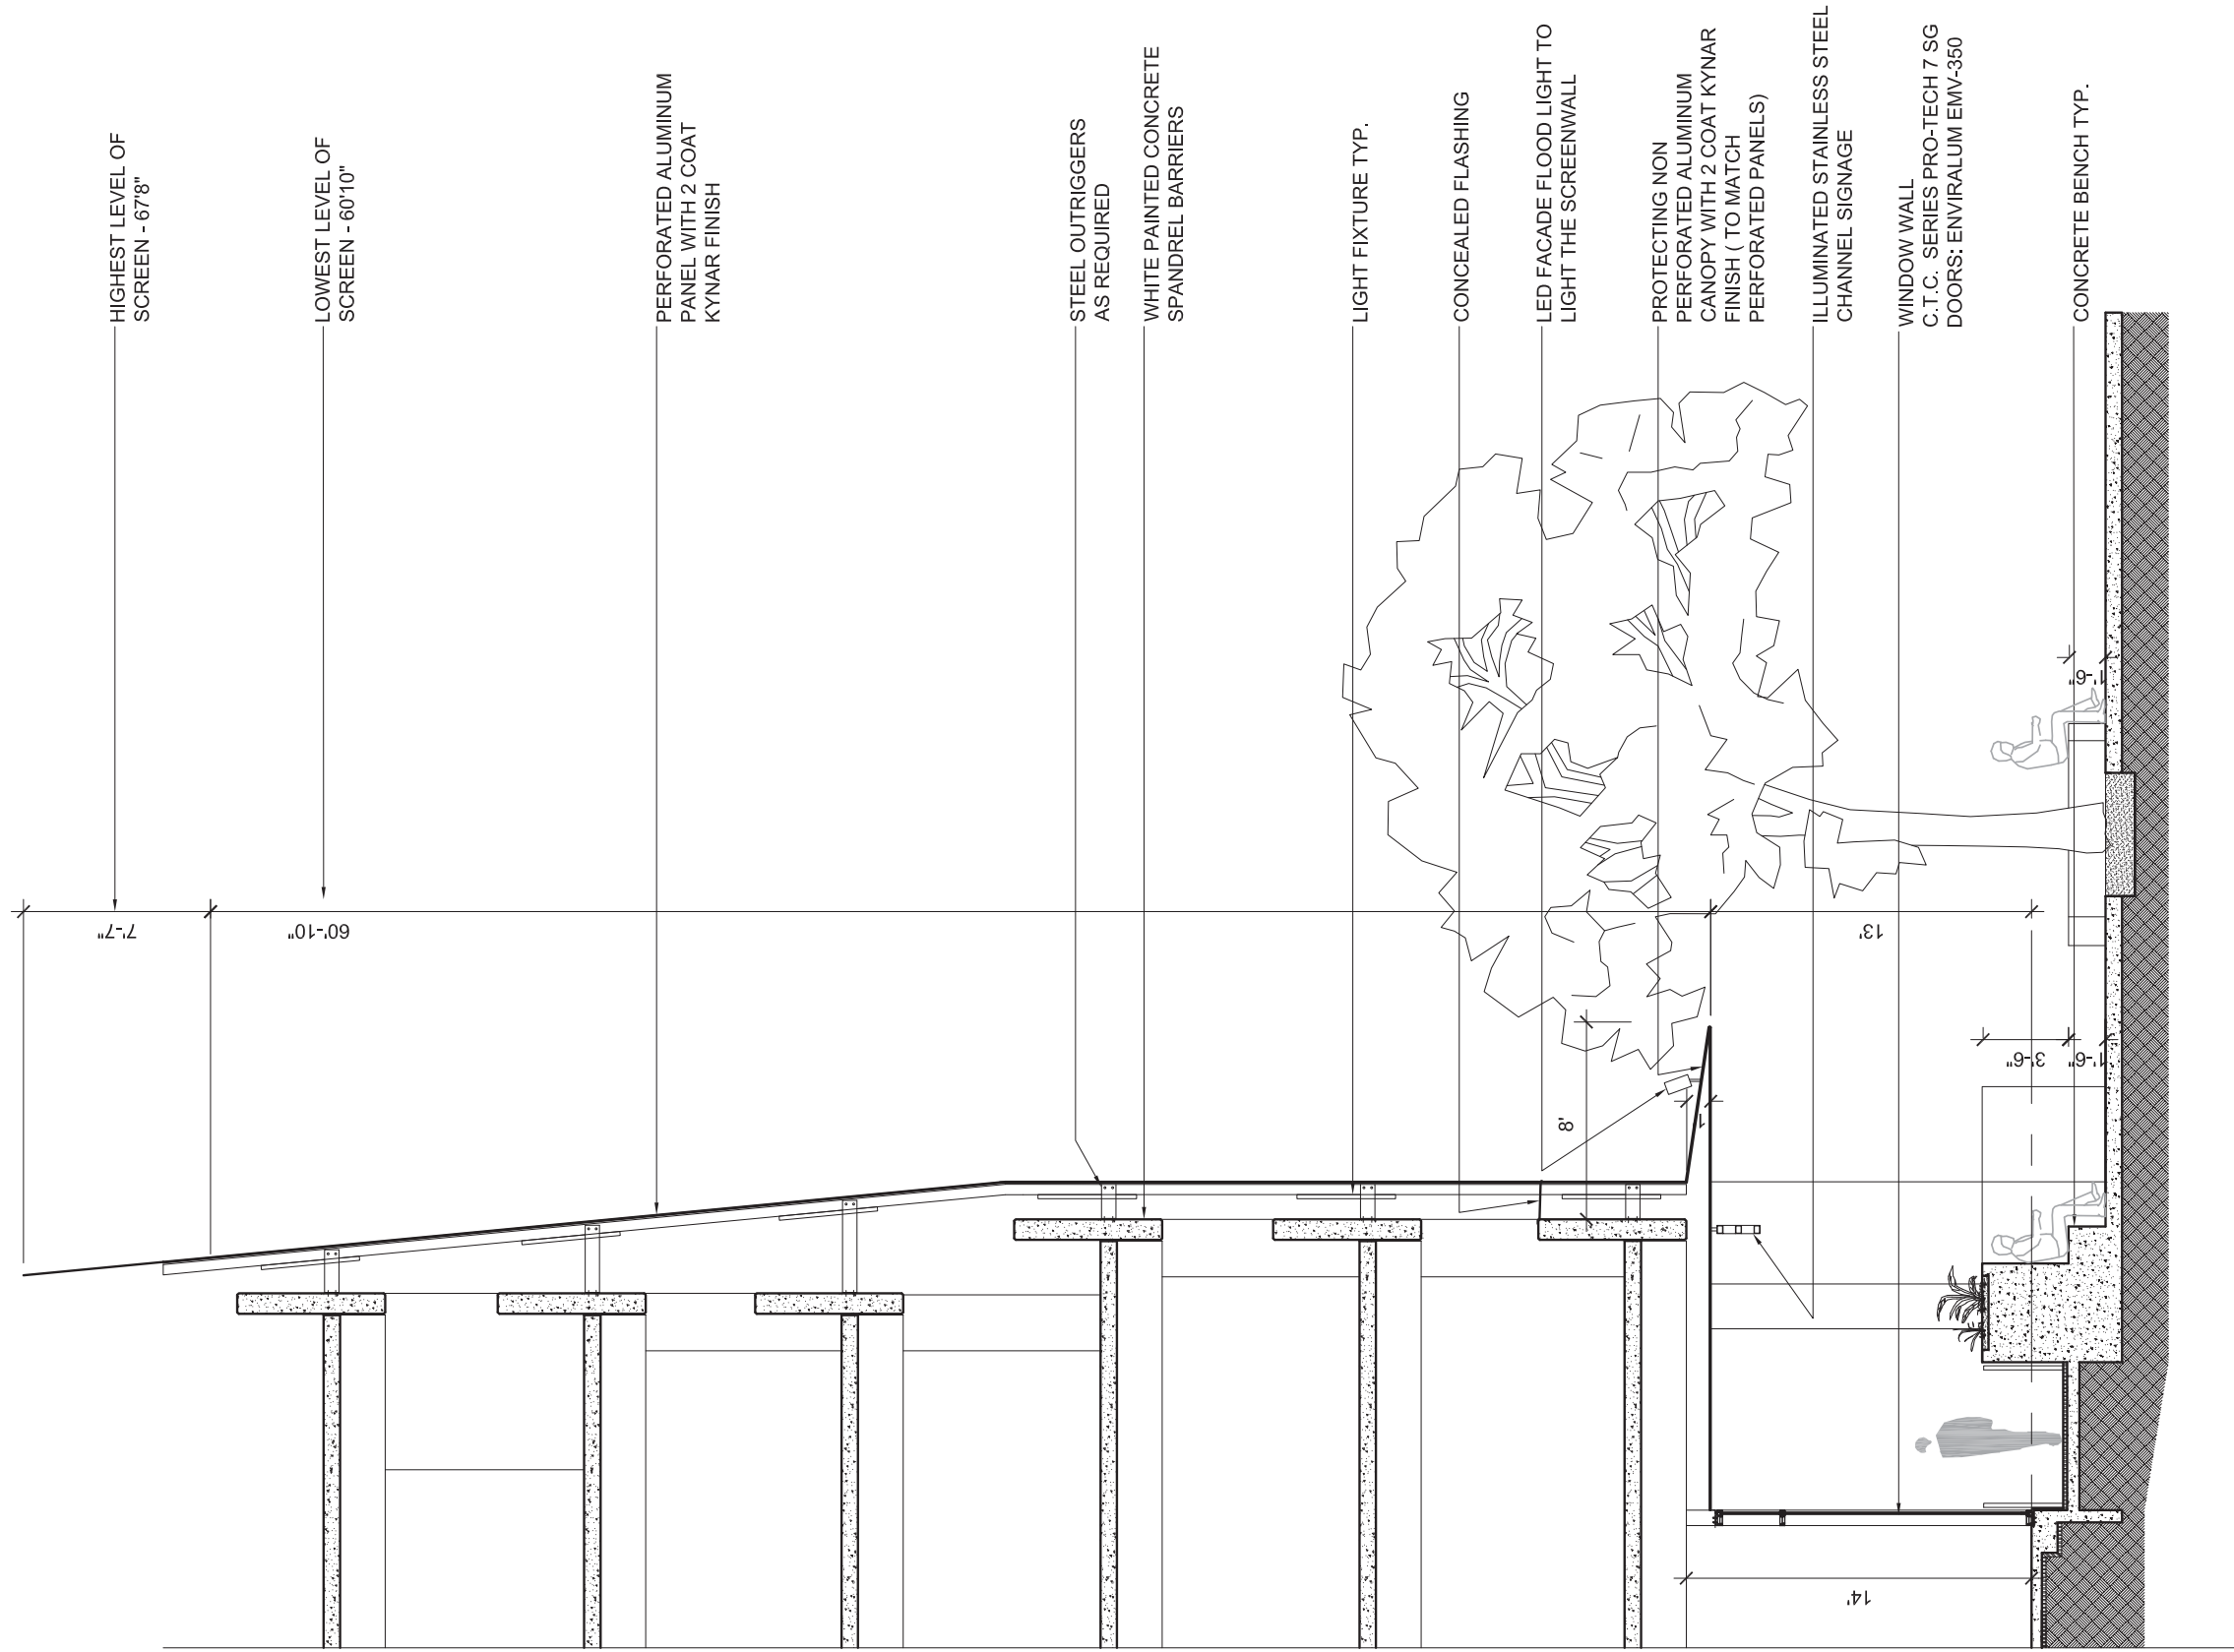 HIGHEST LEVEL OF
SCREEN - 67'8"
LOWEST LEVEL OF
SCREEN - 60'10"
PERFORATED ALUMINUM
PANEL WITH 2 COAT
KYNAR FINISH
STEEL OUTRIGGERS
AS REQUIRED
WHITE PAINTED CONCRETE
SPANDREL BARRIERS
LIGHT FIXTURE TYP.
CONCEALED FLASHING
LED FACADE FLOOD LIGHT TO
LIGHT THE SCREENWALL
PROTECTING NON
PERFORATED ALUMINUM
CANOPY WITH 2 COAT KYNAR
FINISH ( TO MATCH
PERFORATED PANELS)
ILLUMINATED STAINLESS STEEL
CHANNEL SIGNAGE
WINDOW WALL
C.T.C. SERIES PRO-TECH 7 SG
DOORS: ENVIRALUM EMV-350
CONCRETE BENCH TYP.
7'-7"
60'-10"
13'
1'-6"
3'-6"
1'-6"
8'
1'
14'